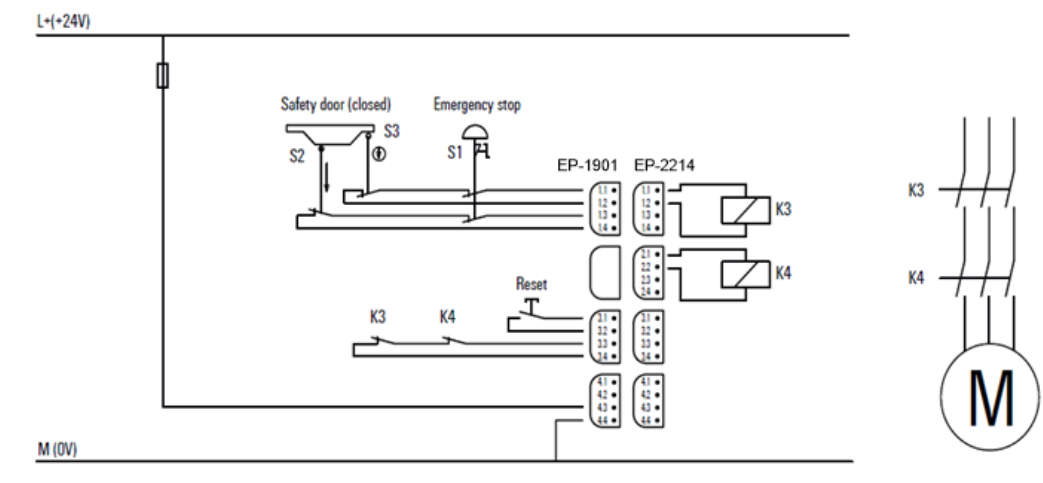 L+(+24V)
Safety door (closed)
Emergency stop
S3
S2
S1
EP-1901
EP-2214
1.1
1.2
1.3
1.4
1.1
1.2
1.3
1.4
K3
2.1
2.2
2.3
2.4
K4
Reset
K3
K4
3.1
3.2
3.3
3.4
3.1
3.2
3.3
3.4
4.1
4.2
4.3
4.4
4.1
4.2
4.3
4.4
M (0V)
K3
K4
M